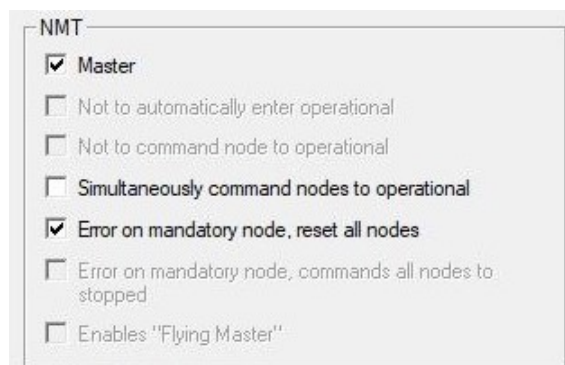 NMT
Master
Not to automatically enter operational
Not to command node to operational
Simultaneously command nodes to operational
Error on mandatory node, reset all nodes
Error on mandatory node, commands all nodes to
stopped
Enables "Flying Master"